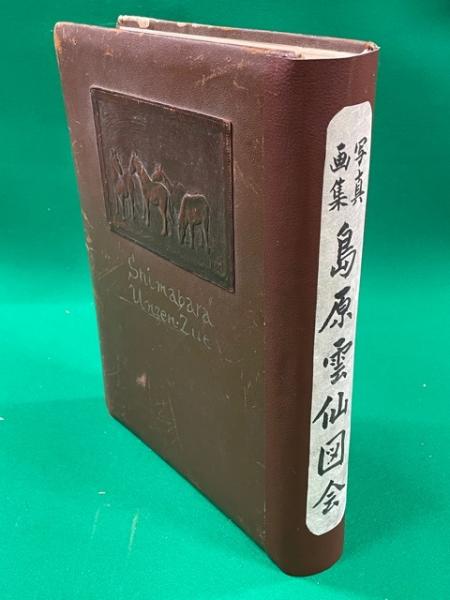 写真
画集
島原雲仙図会
Shimabara
Unzen-Zue